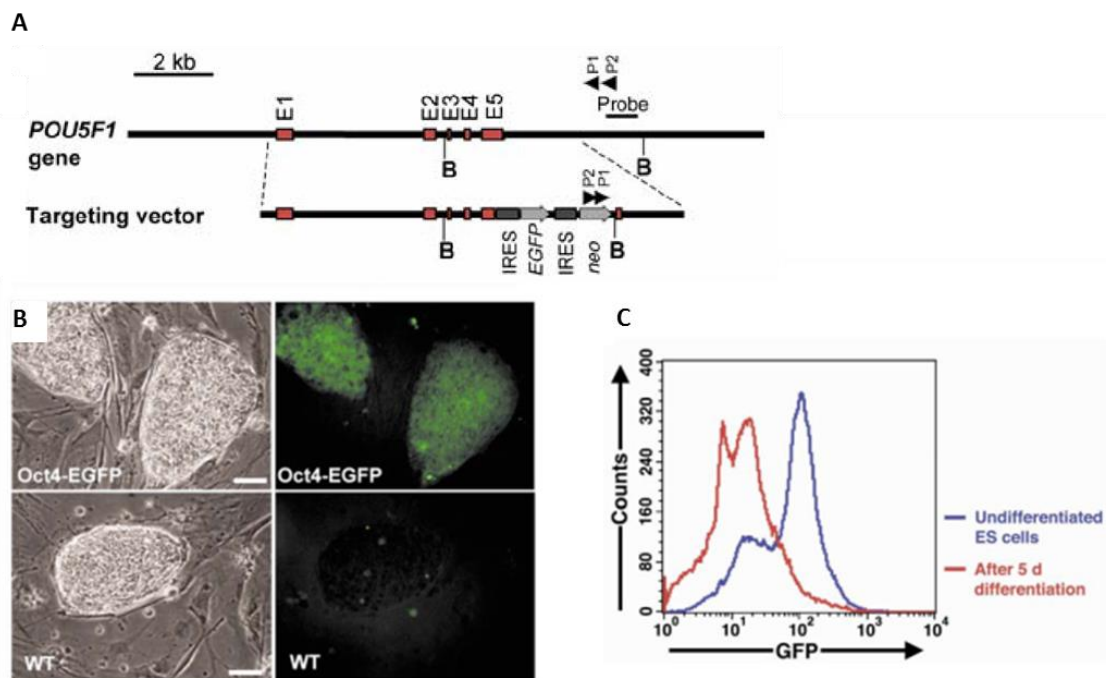 A
2 kb
P1
P2
Probe
E1
E2
E3
E4
E5
POU5F1
gene
B
B
P2
P1
Targeting vector
B
B
IRES
EGFP
IRES
neo
B
C
Oct4-EGFP
Oct4-EGFP
WT
WT
Counts
400
320
240
160
80
0
10⁰
10¹
10²
10³
10⁴
GFP
Undifferentiated
ES cells
After 5 d
differentiation